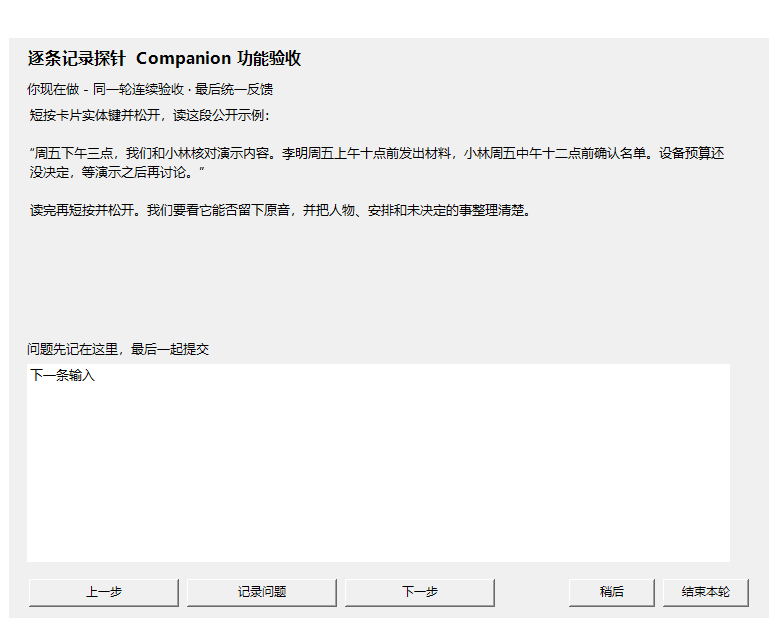 逐条记录探针 Companion 功能验收
你现在做 - 同一轮连续验收 · 最后统一反馈
短按卡片实体键并松开，读这段公开示例：
“周五下午三点，我们和小林核对演示内容。李明周五上午十点前发出材料，小林周五中午十二点前确认名单。设备预算还
没决定，等演示之后再讨论。”
读完再短按并松开。我们要看它能否留下原音，并把人物、安排和未决定的事整理清楚。
问题先记在这里，最后一起提交
下一条输入
上一步
记录问题
下一步
稍后
结束本轮